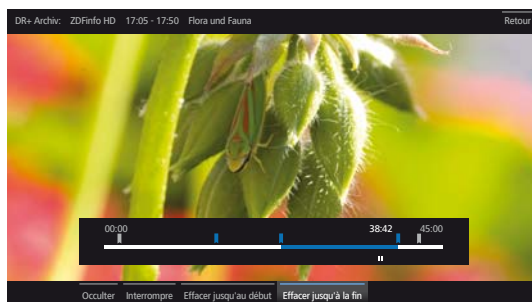 DR+ Archiv: ZDFinfo HD 17:05 - 17:50 Flora und Fauna Retour
00:00 38:42 45:00
Occulter Interrompre Effacer jusqu'au début Effacer jusqu'à la fin